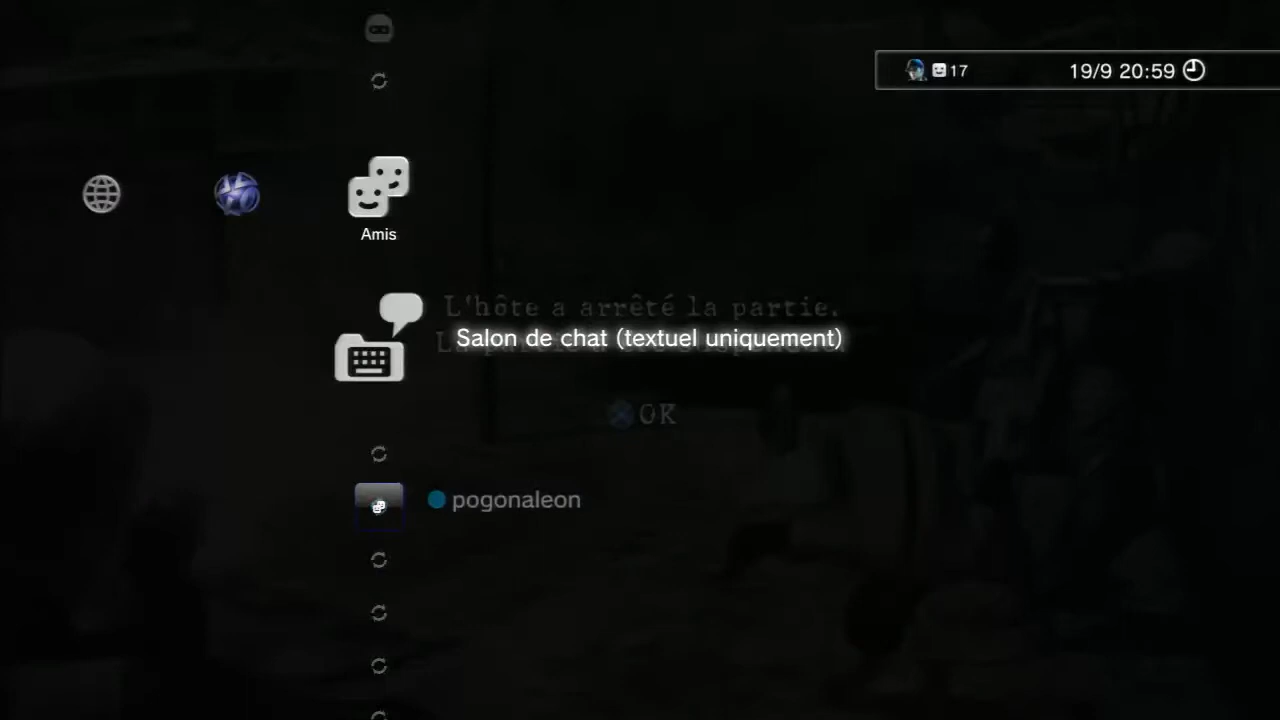 17
19/9 20:59
Amis
L'hôte a arrêté la partie.
Salon de chat (textuel uniquement)
OK
pogonaleon